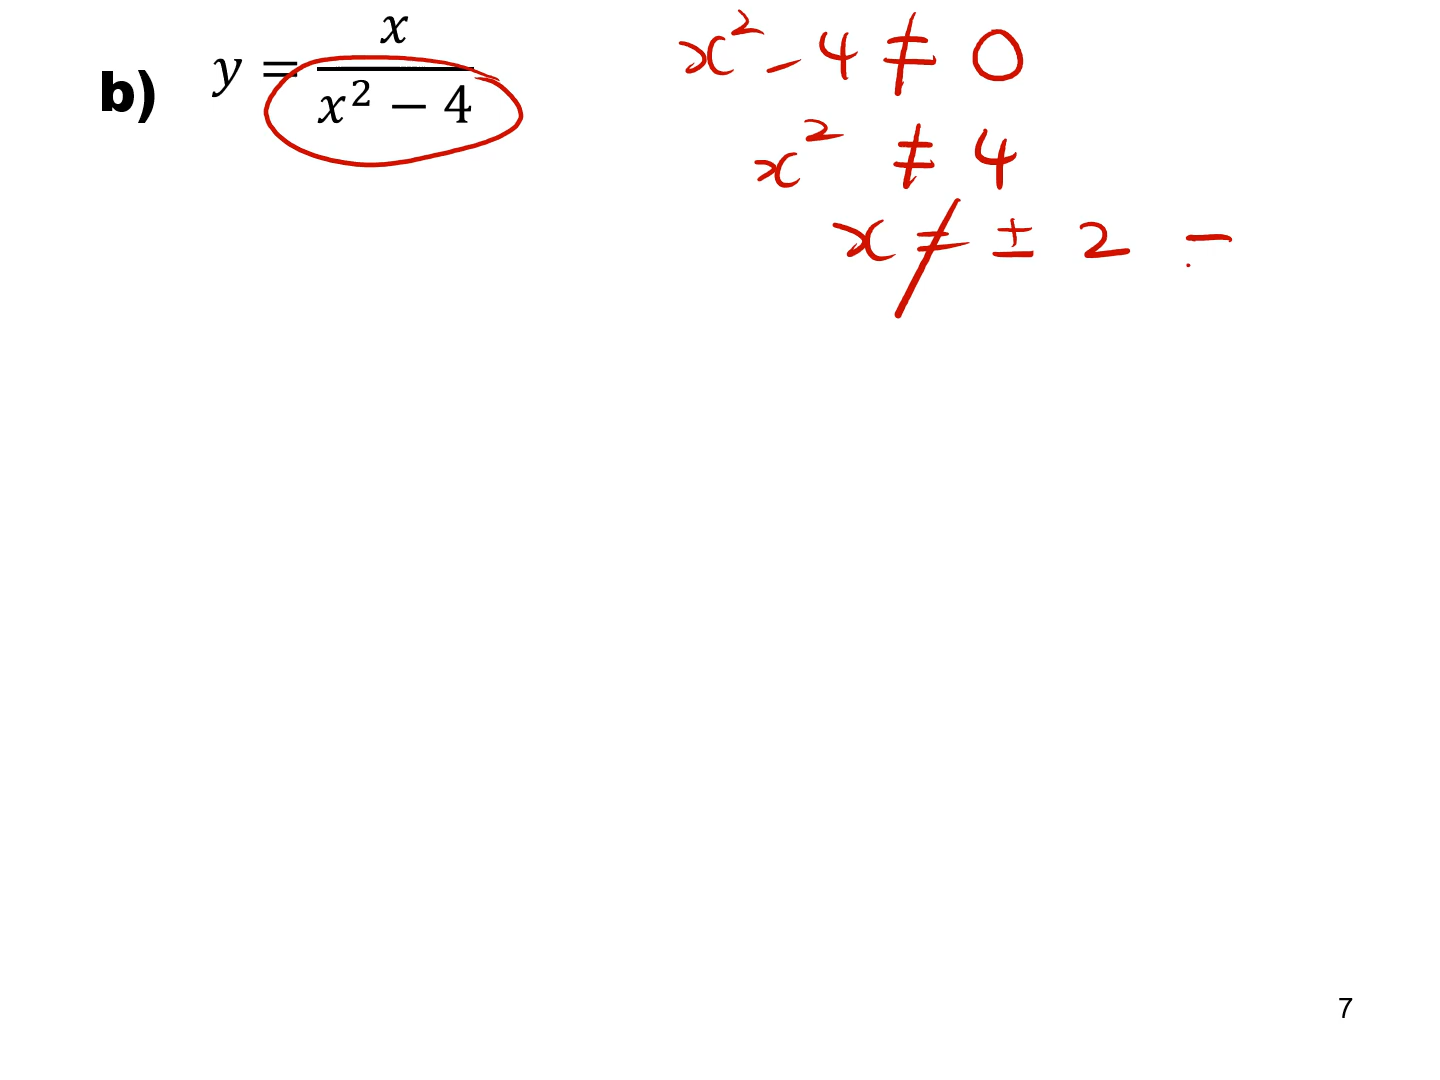 b) y = x / (x² − 4)
x² - 4 ≠ 0
x² ≠ 4
x ≠ ± 2 –
7